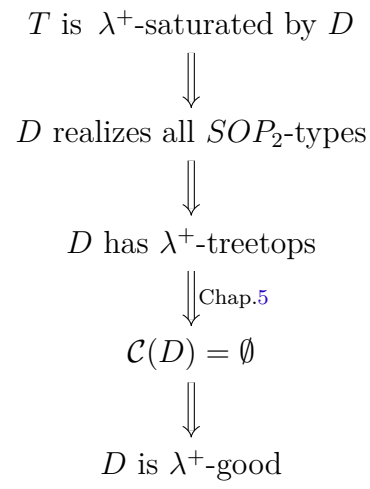 T is λ⁺-saturated by D
D realizes all SOP₂-types
D has λ⁺-treetops
Chap.5
C(D) = ∅
D is λ⁺-good